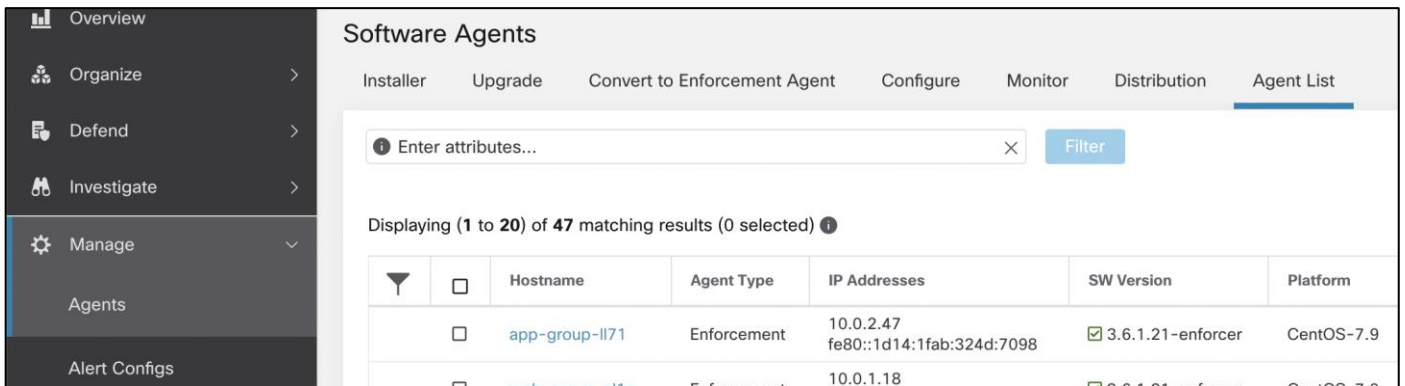 Overview
Organize
Defend
Investigate
Manage
Agents
Alert Configs
Software Agents
Installer Upgrade Convert to Enforcement Agent Configure Monitor Distribution Agent List
Enter attributes... Filter
Displaying (1 to 20) of 47 matching results (0 selected)
Hostname Agent Type IP Addresses SW Version Platform
app-group-ll71 Enforcement 10.0.2.47 3.6.1.21-enforcer CentOS-7.9
fe80::1d14:1fab:324d:7098
10.0.1.18